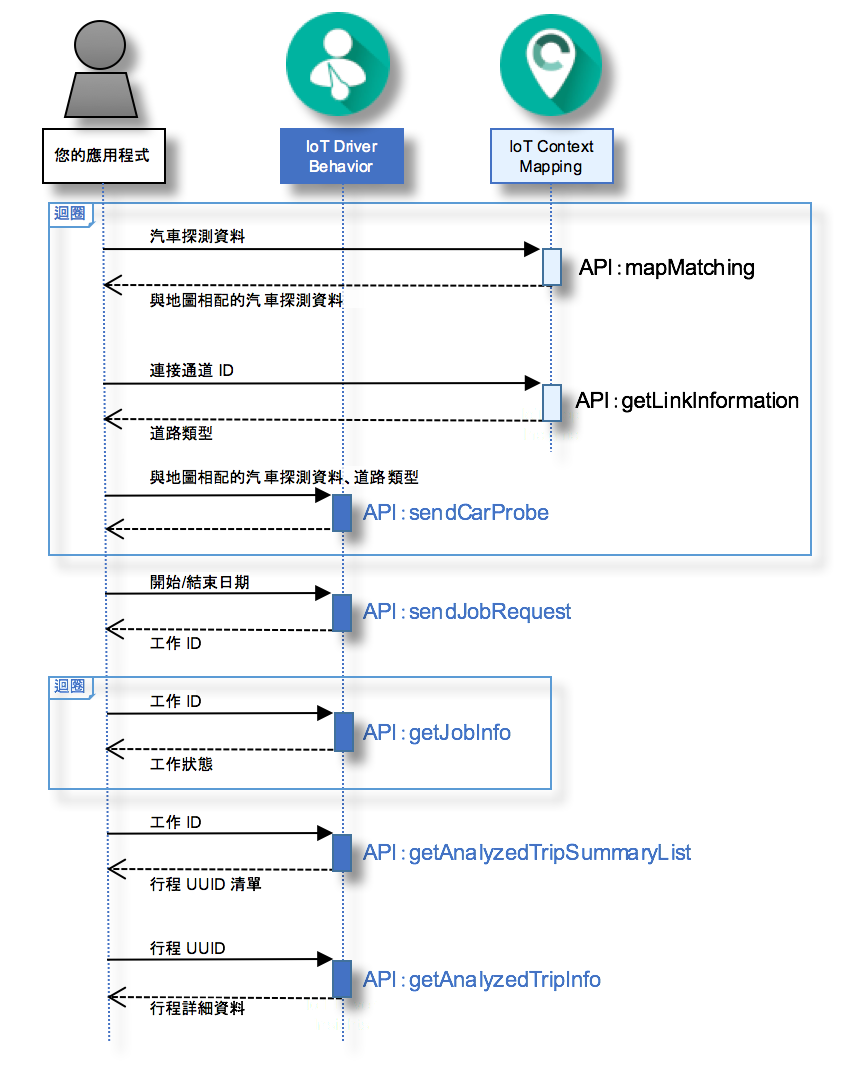 您的應用程式
IoT Driver
Behavior
IoT Context
Mapping
迴圈
汽車探測資料
API：mapMatching
與地圖相配的汽車探測資料
連接通道 ID
API：getLinkInformation
道路類型
與地圖相配的汽車探測資料、道路類型
API：sendCarProbe
開始/結束日期
API：sendJobRequest
工作 ID
迴圈
工作 ID
API：getJobInfo
工作狀態
工作 ID
API：getAnalyzedTripSummaryList
行程 UUID 清單
行程 UUID
API：getAnalyzedTripInfo
行程詳細資料